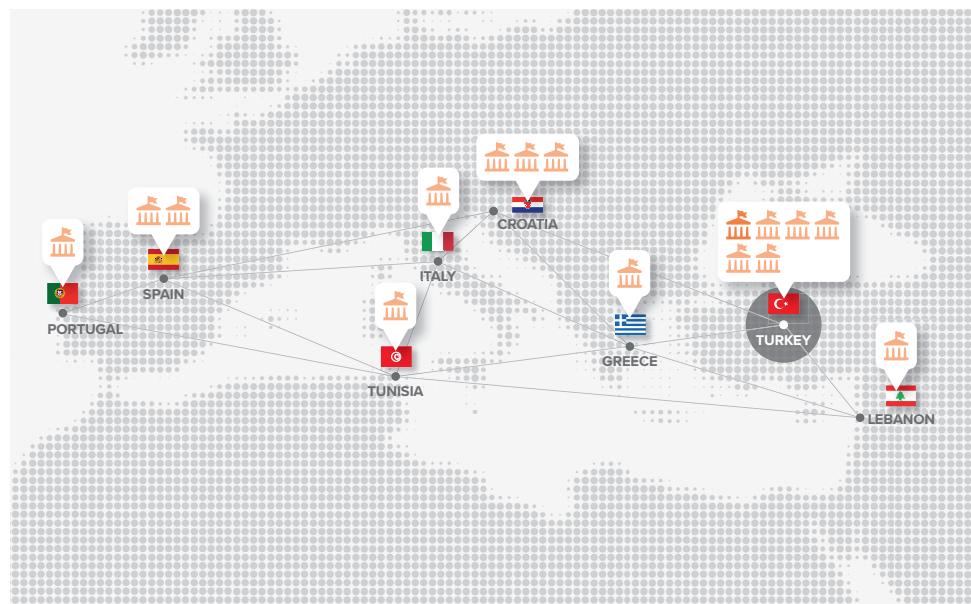 CROATIA
ITALY
SPAIN
PORTUGAL
TURKEY
GREECE
TUNISIA
LEBANON